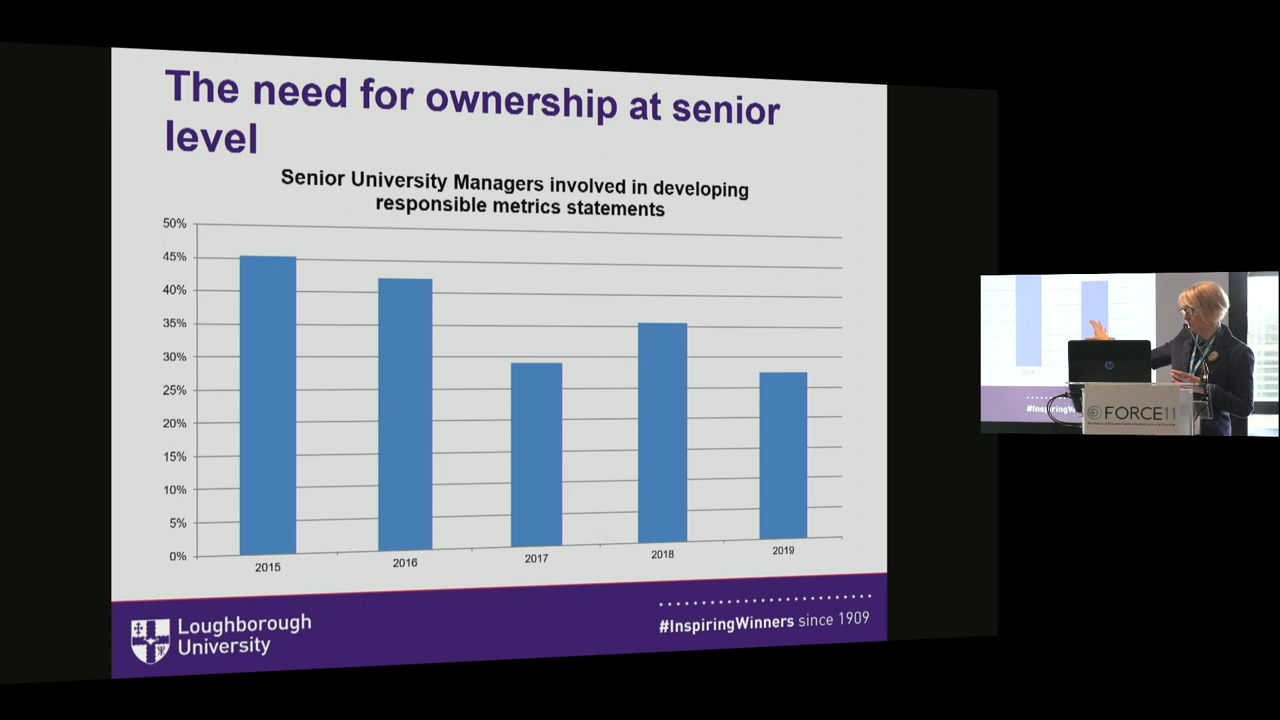 The need for ownership at senior
level
Senior University Managers involved in developing
responsible metrics statements
50%
45%
40%
35%
30%
25%
20%
15%
10%
5%
0%
2015
2016
2017
2018
2019
Loughborough
University
#InspiringWinners since 1909
#InspiringW
hp
FORCE11